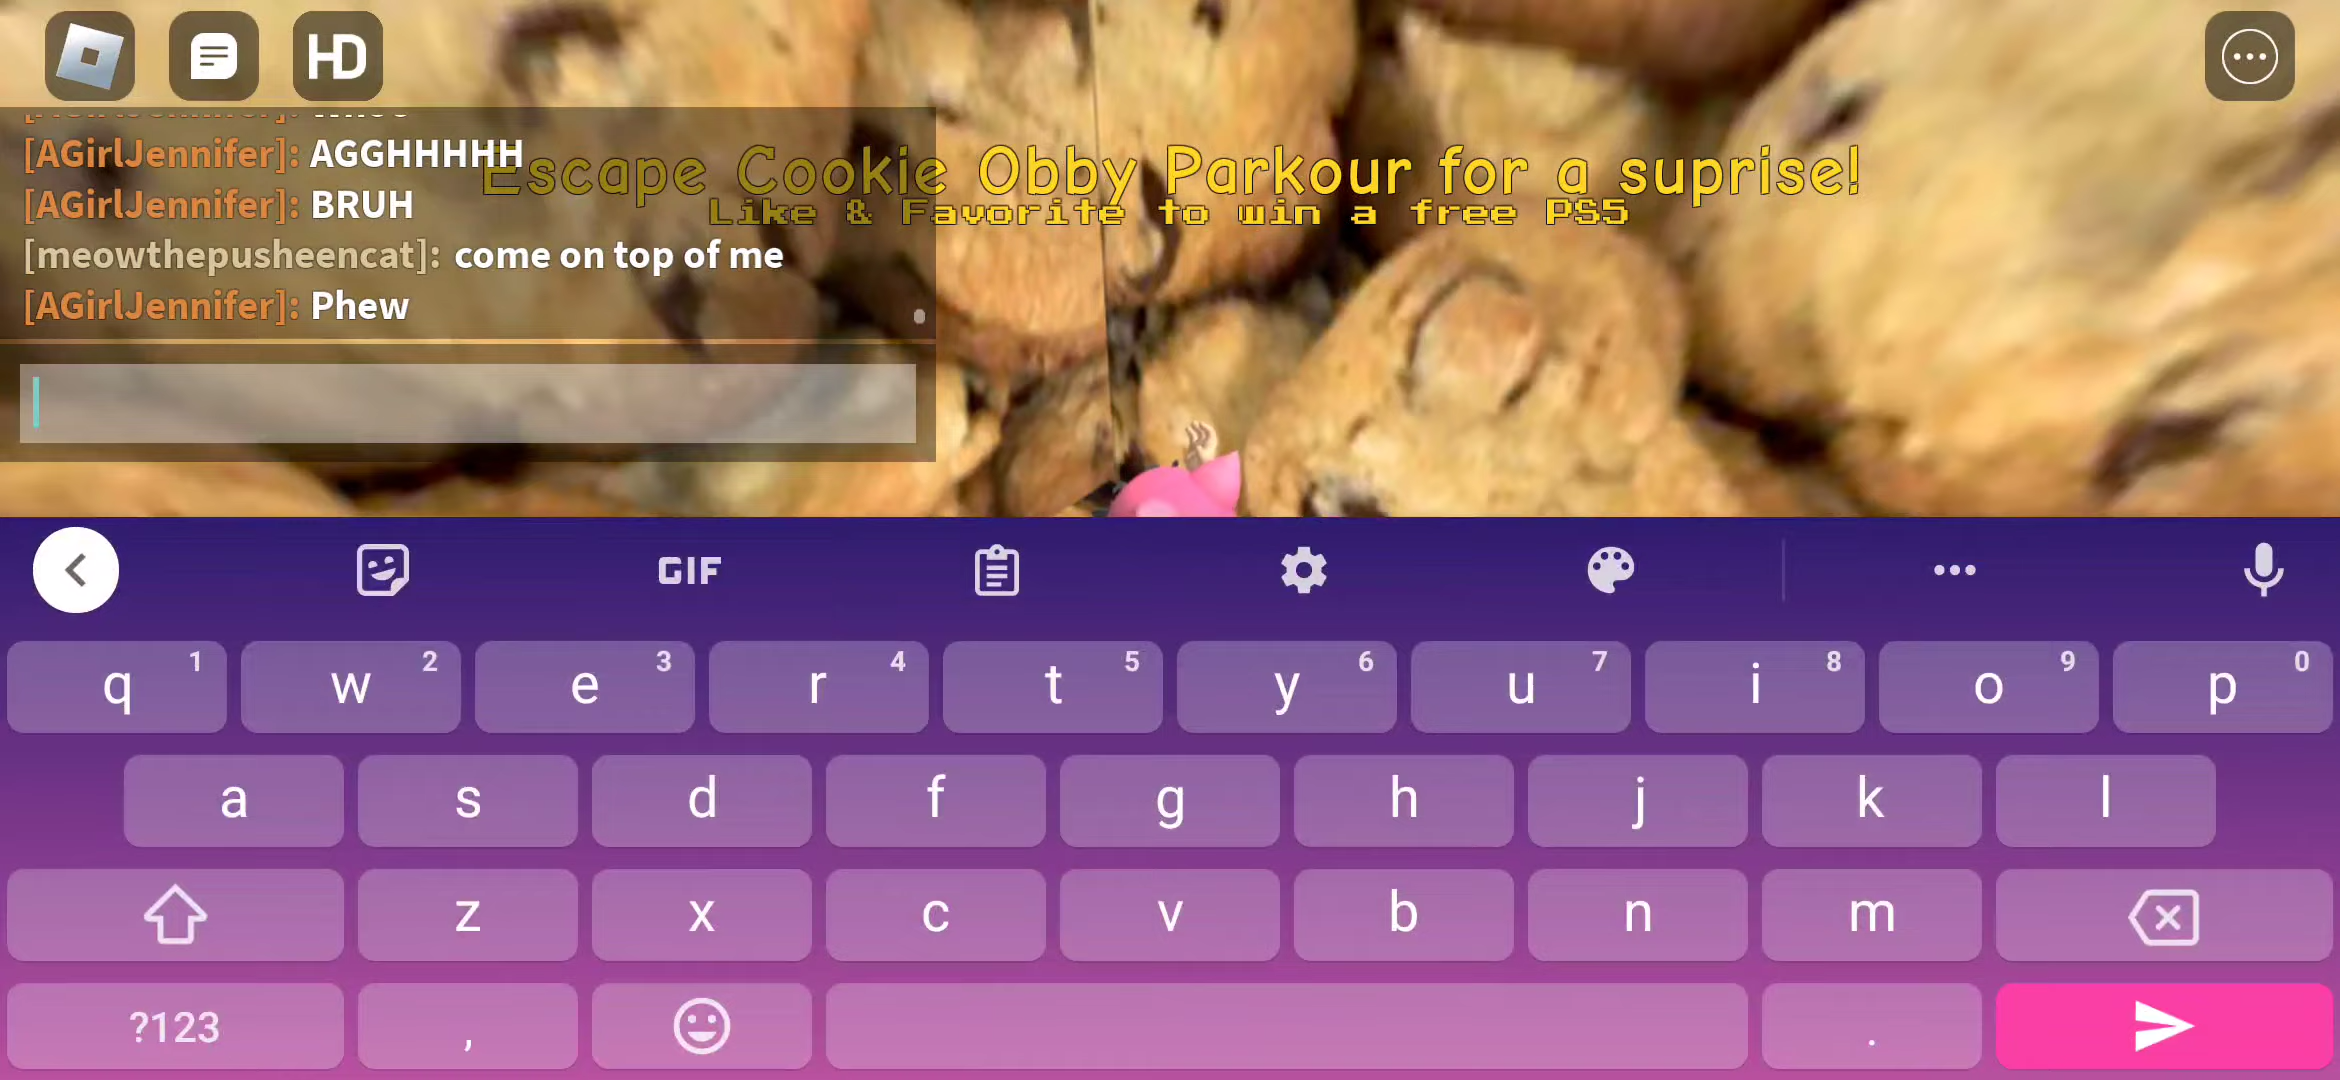 HD
[AGirlJennifer]: AGGHHHHH
[AGirlJennifer]: BRUH
[meowthepusheencat]: come on top of me
[AGirlJennifer]: Phew
Escape Cookie Obby Parkour for a suprise!
Like & Favorite to win a free PS5
GIF
q 1 w 2 e 3 r 4 t 5 y 6 u 7 i 8 o 9 p 0
a s d f g h j k l
z x c v b n m
?123 , .